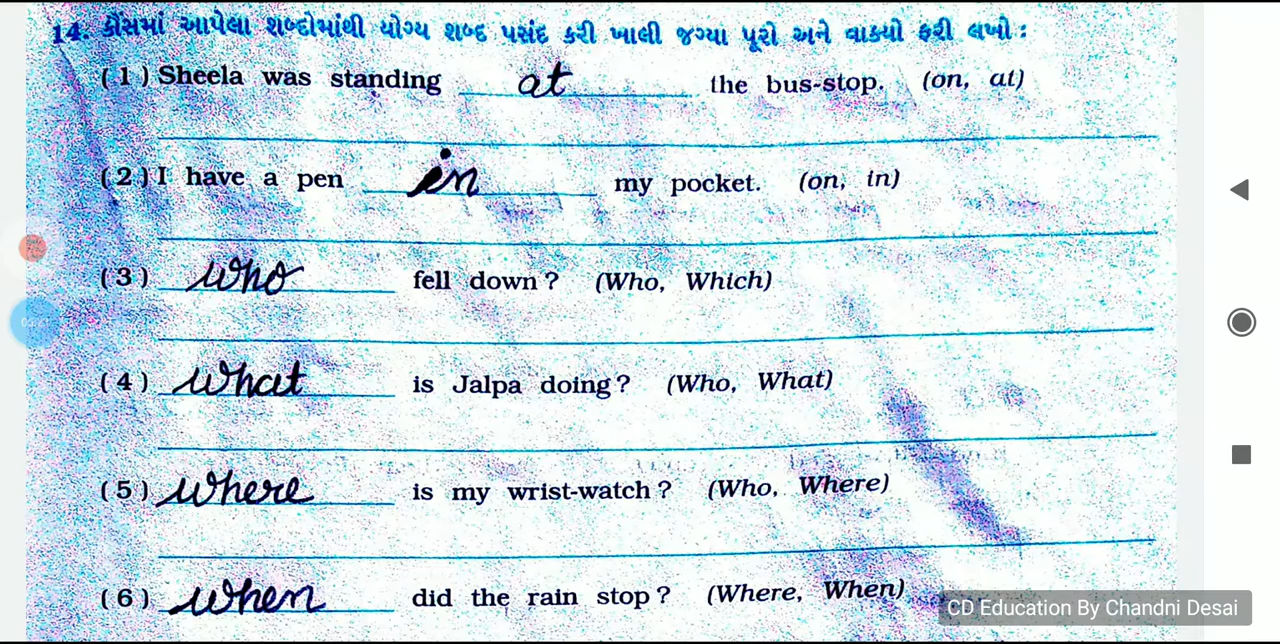 14. કૌંસમાં આપેલા શબ્દોમાંથી યોગ્ય શબ્દ પસંદ કરી ખાલી જગ્યા પૂરો અને વાક્યો ફરી લખો :
(1) Sheela was standing at the bus-stop. (on, at)
(2) I have a pen in my pocket. (on, in)
(3) who fell down? (Who, Which)
(4) what is Jalpa doing? (Who, What)
(5) where is my wrist-watch? (Who, Where)
(6) when did the rain stop? (Where, When)
CD Education By Chandni Desai